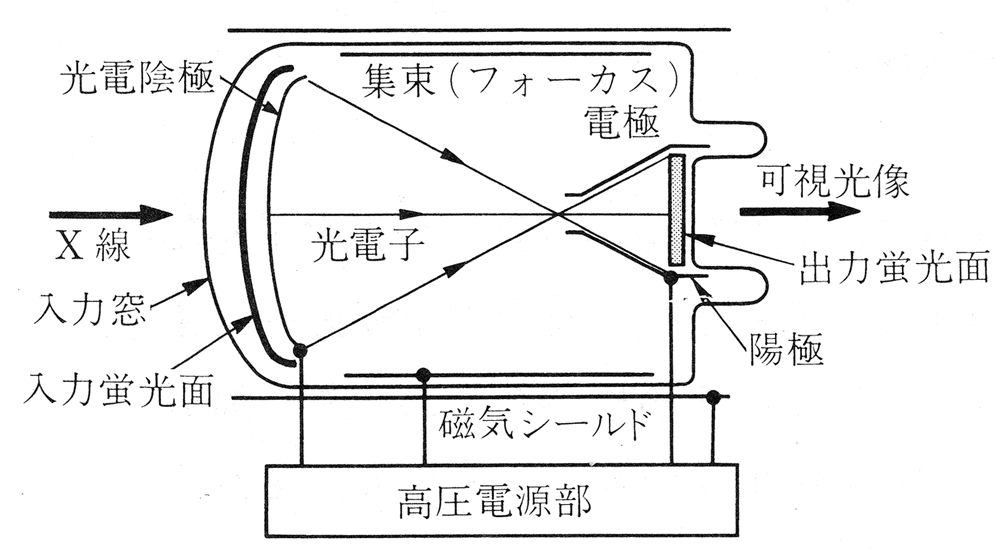 光電陰極
集束(フォーカス)
電極
可視光像
X線
光電子
出力蛍光面
入力窓
陽極
入力蛍光面
磁気シールド
高圧電源部